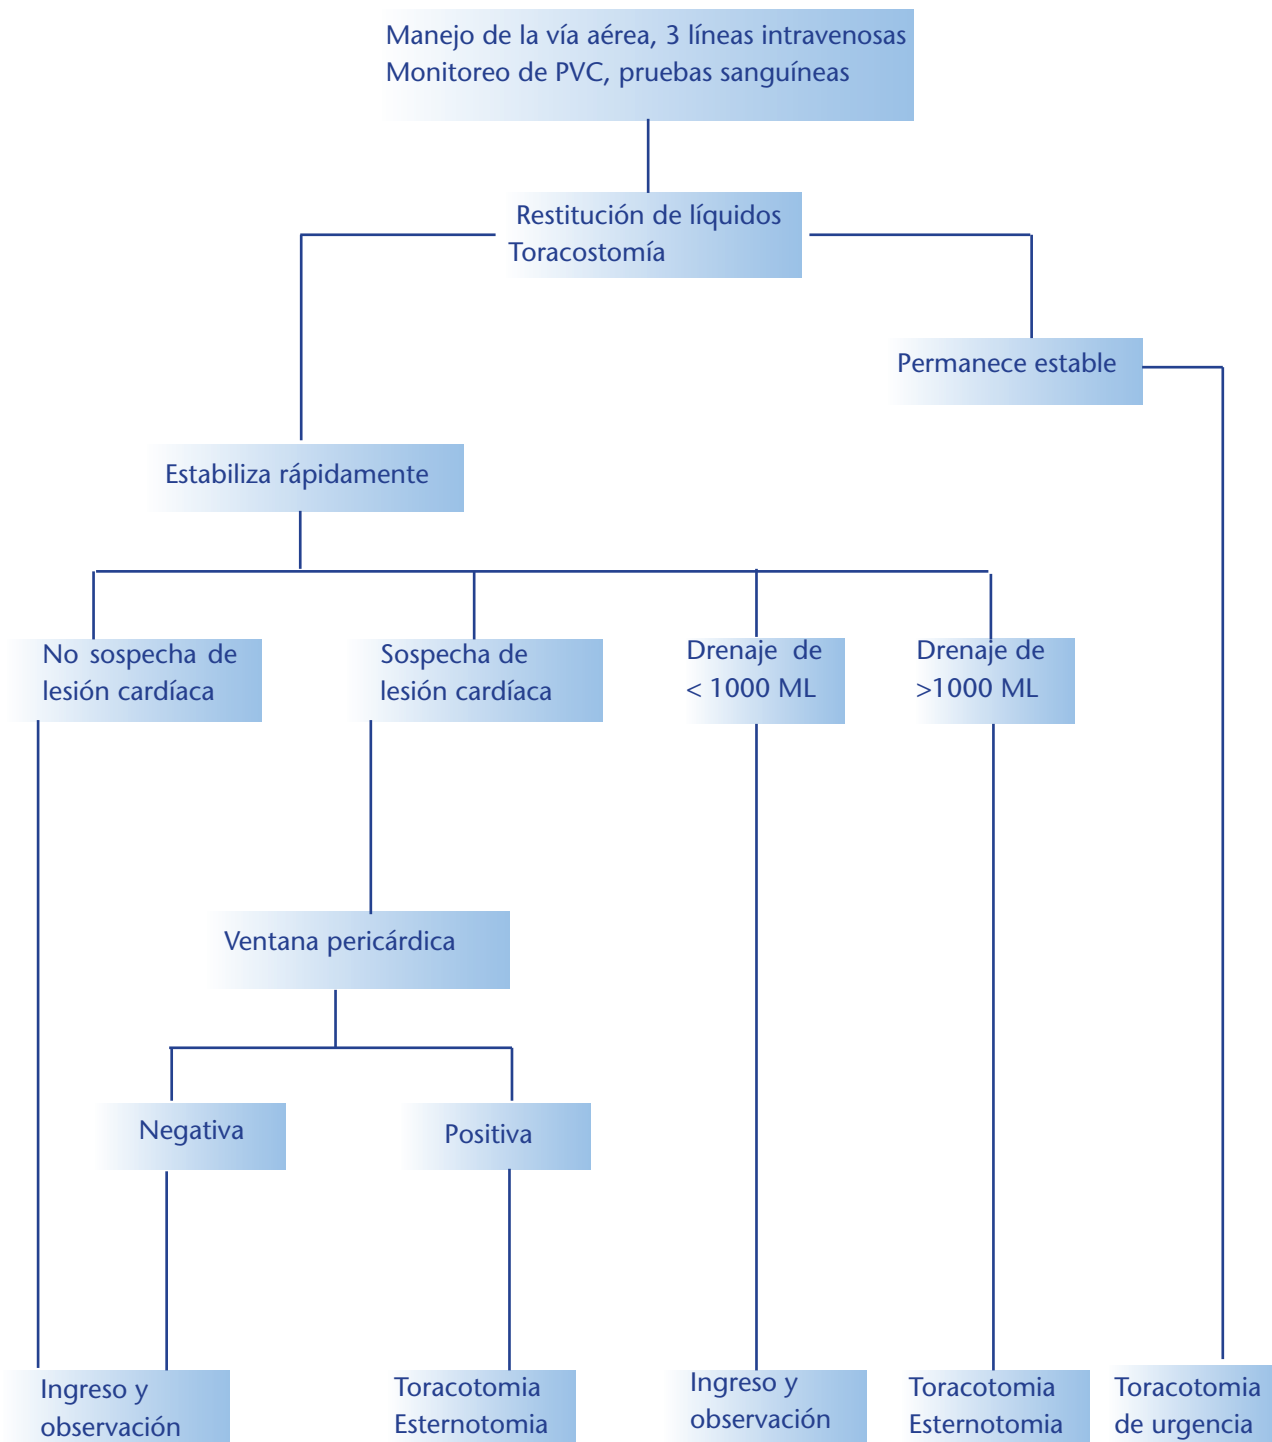 Manejo de la vía aérea, 3 líneas intravenosas
Monitoreo de PVC, pruebas sanguíneas
Restitución de líquidos
Toracostomía
Permanece estable
Estabiliza rápidamente
No sospecha de
lesión cardíaca
Sospecha de
lesión cardíaca
Drenaje de
< 1000 ML
Drenaje de
>1000 ML
Ventana pericárdica
Negativa
Positiva
Ingreso y
observación
Toracotomia
Esternotomia
Ingreso y
observación
Toracotomia
Esternotomia
Toracotomia
de urgencia